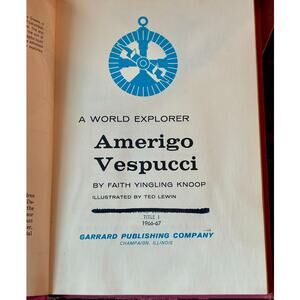 A WORLD EXPLORER
Amerigo
Vespucci
BY FAITH YINGLING KNOOP
ILLUSTRATED BY TED LEWIN
TITLE I
1966-67
GARRARD PUBLISHING COMPANY
CHAMPAIGN, ILLINOIS